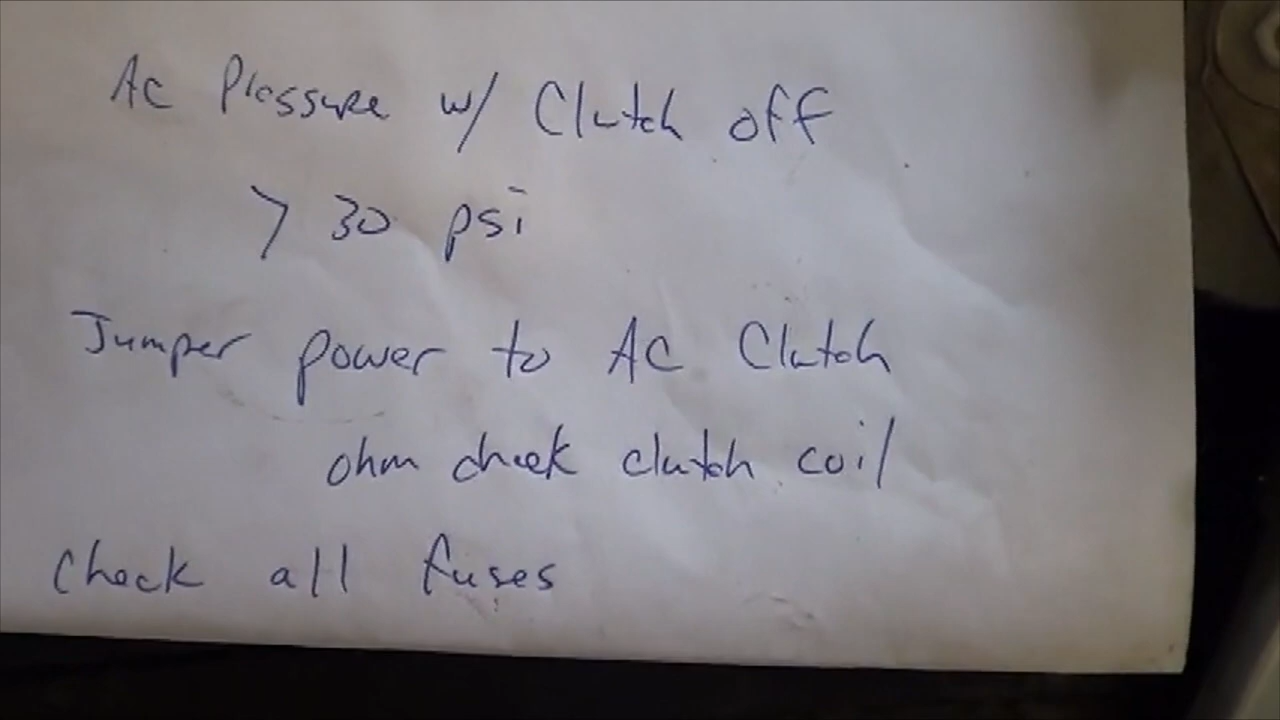 AC Pressure w/ Clutch off
> 30 psi
Jumper power to AC Clutch
ohm check clutch coil
Check all fuses